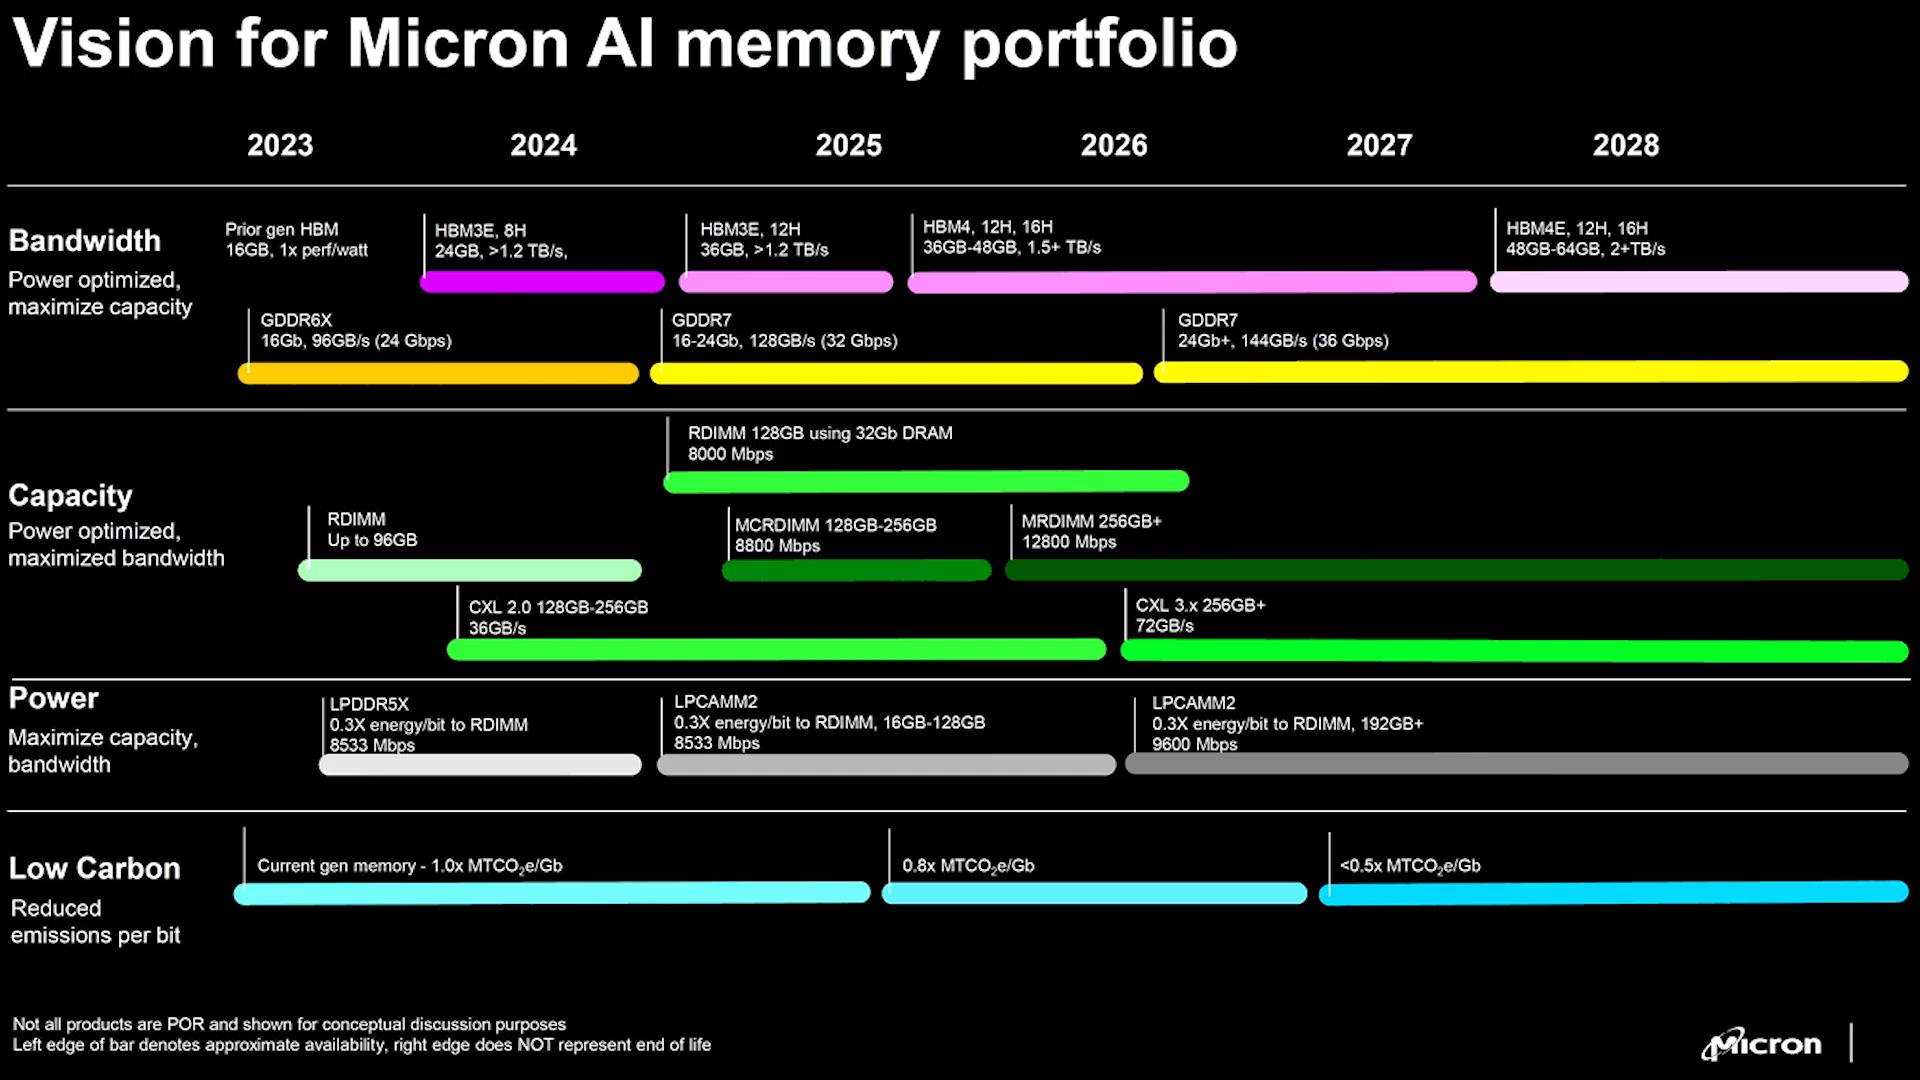 Vision for Micron AI memory portfolio
2023 2024 2025 2026 2027 2028
Bandwidth
Power optimized,
maximize capacity
Prior gen HBM
16GB, 1x perf/watt
HBM3E, 8H
24GB, >1.2 TB/s,
HBM3E, 12H
36GB, >1.2 TB/s
HBM4, 12H, 16H
36GB-48GB, 1.5+ TB/s
HBM4E, 12H, 16H
48GB-64GB, 2+TB/s
GDDR6X
16Gb, 96GB/s (24 Gbps)
GDDR7
16-24Gb, 128GB/s (32 Gbps)
GDDR7
24Gb+, 144GB/s (36 Gbps)
Capacity
Power optimized,
maximized bandwidth
RDIMM 128GB using 32Gb DRAM
8000 Mbps
RDIMM
Up to 96GB
MCRDIMM 128GB-256GB
8800 Mbps
MRDIMM 256GB+
12800 Mbps
CXL 2.0 128GB-256GB
36GB/s
CXL 3.x 256GB+
72GB/s
Power
Maximize capacity,
bandwidth
LPDDR5X
0.3X energy/bit to RDIMM
8533 Mbps
LPCAMM2
0.3X energy/bit to RDIMM, 16GB-128GB
8533 Mbps
LPCAMM2
0.3X energy/bit to RDIMM, 192GB+
9600 Mbps
Low Carbon
Reduced
emissions per bit
Current gen memory - 1.0x MTCO₂e/Gb
0.8x MTCO₂e/Gb
<0.5x MTCO₂e/Gb
Not all products are POR and shown for conceptual discussion purposes
Left edge of bar denotes approximate availability, right edge does NOT represent end of life
Micron